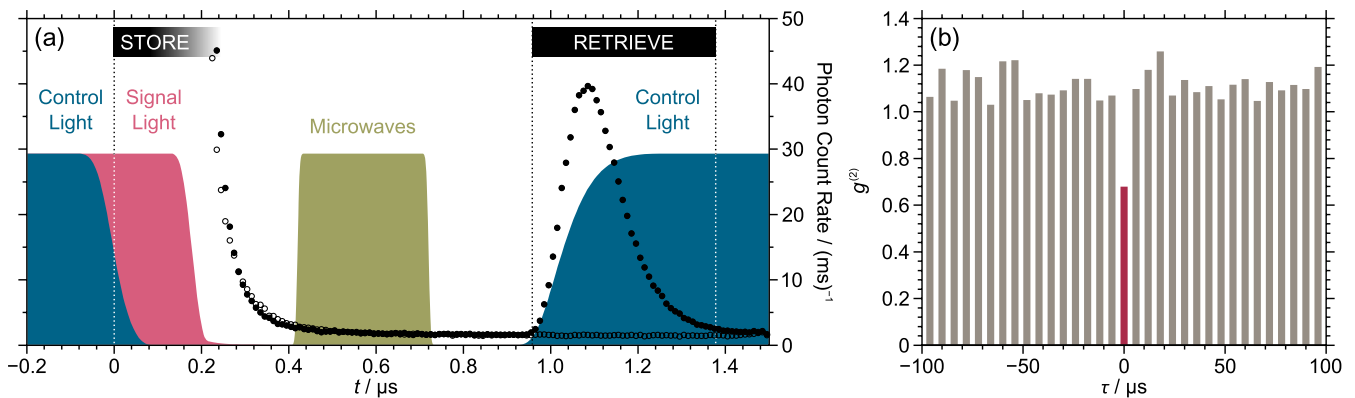 (a)
STORE
RETRIEVE
Control
Light
Signal
Light
Microwaves
Control
Light
50
40
30
20
10
0
Photon Count Rate / (ms)⁻¹
−0.2
0
0.2
0.4
0.6
0.8
1.0
1.2
1.4
t / μs
(b)
1.4
1.2
1.0
0.8
0.6
0.4
0.2
0
g⁽²⁾
−100
−50
0
50
100
τ / μs